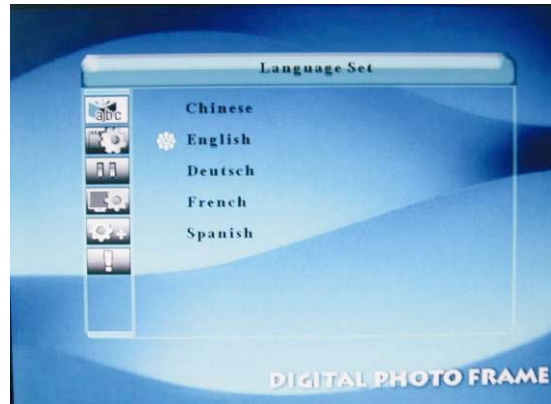 Language Set
abc
Chinese
English
Deutsch
French
Spanish
DIGITAL PHOTO FRAME